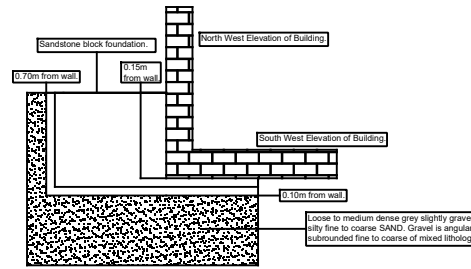 North West Elevation of Building.
Sandstone block foundation.
0.70m from wall.
0.15m
from wall.
South West Elevation of Building.
0.10m from wall.
Loose to medium dense grey slightly grave
silty fine to coarse SAND. Gravel is angular
subrounded fine to coarse of mixed litholog